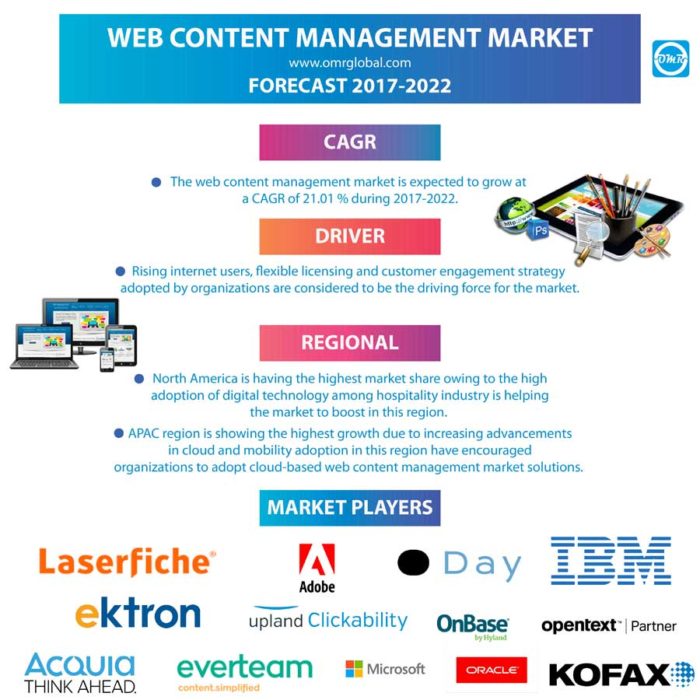 WEB CONTENT MANAGEMENT MARKET
www.omrglobal.com
FORECAST 2017-2022
OMR
CAGR
The web content management market is expected to grow at
a CAGR of 21.01 % during 2017-2022.
http://www
Ps
DRIVER
Rising internet users, flexible licensing and customer engagement strategy
adopted by organizations are considered to be the driving force for the market.
REGIONAL
North America is having the highest market share owing to the high
adoption of digital technology among hospitality industry is helping
the market to boost in this region.
APAC region is showing the highest growth due to increasing advancements
in cloud and mobility adoption in this region have encouraged
organizations to adopt cloud-based web content management market solutions.
MARKET PLAYERS
Laserfiche®
Adobe
Day
IBM
ektron
upland Clickability
OnBase®
by Hyland
opentext™ | Partner
Acquia
THINK AHEAD.
everteam
content.simplified
Microsoft
ORACLE®
KOFAX